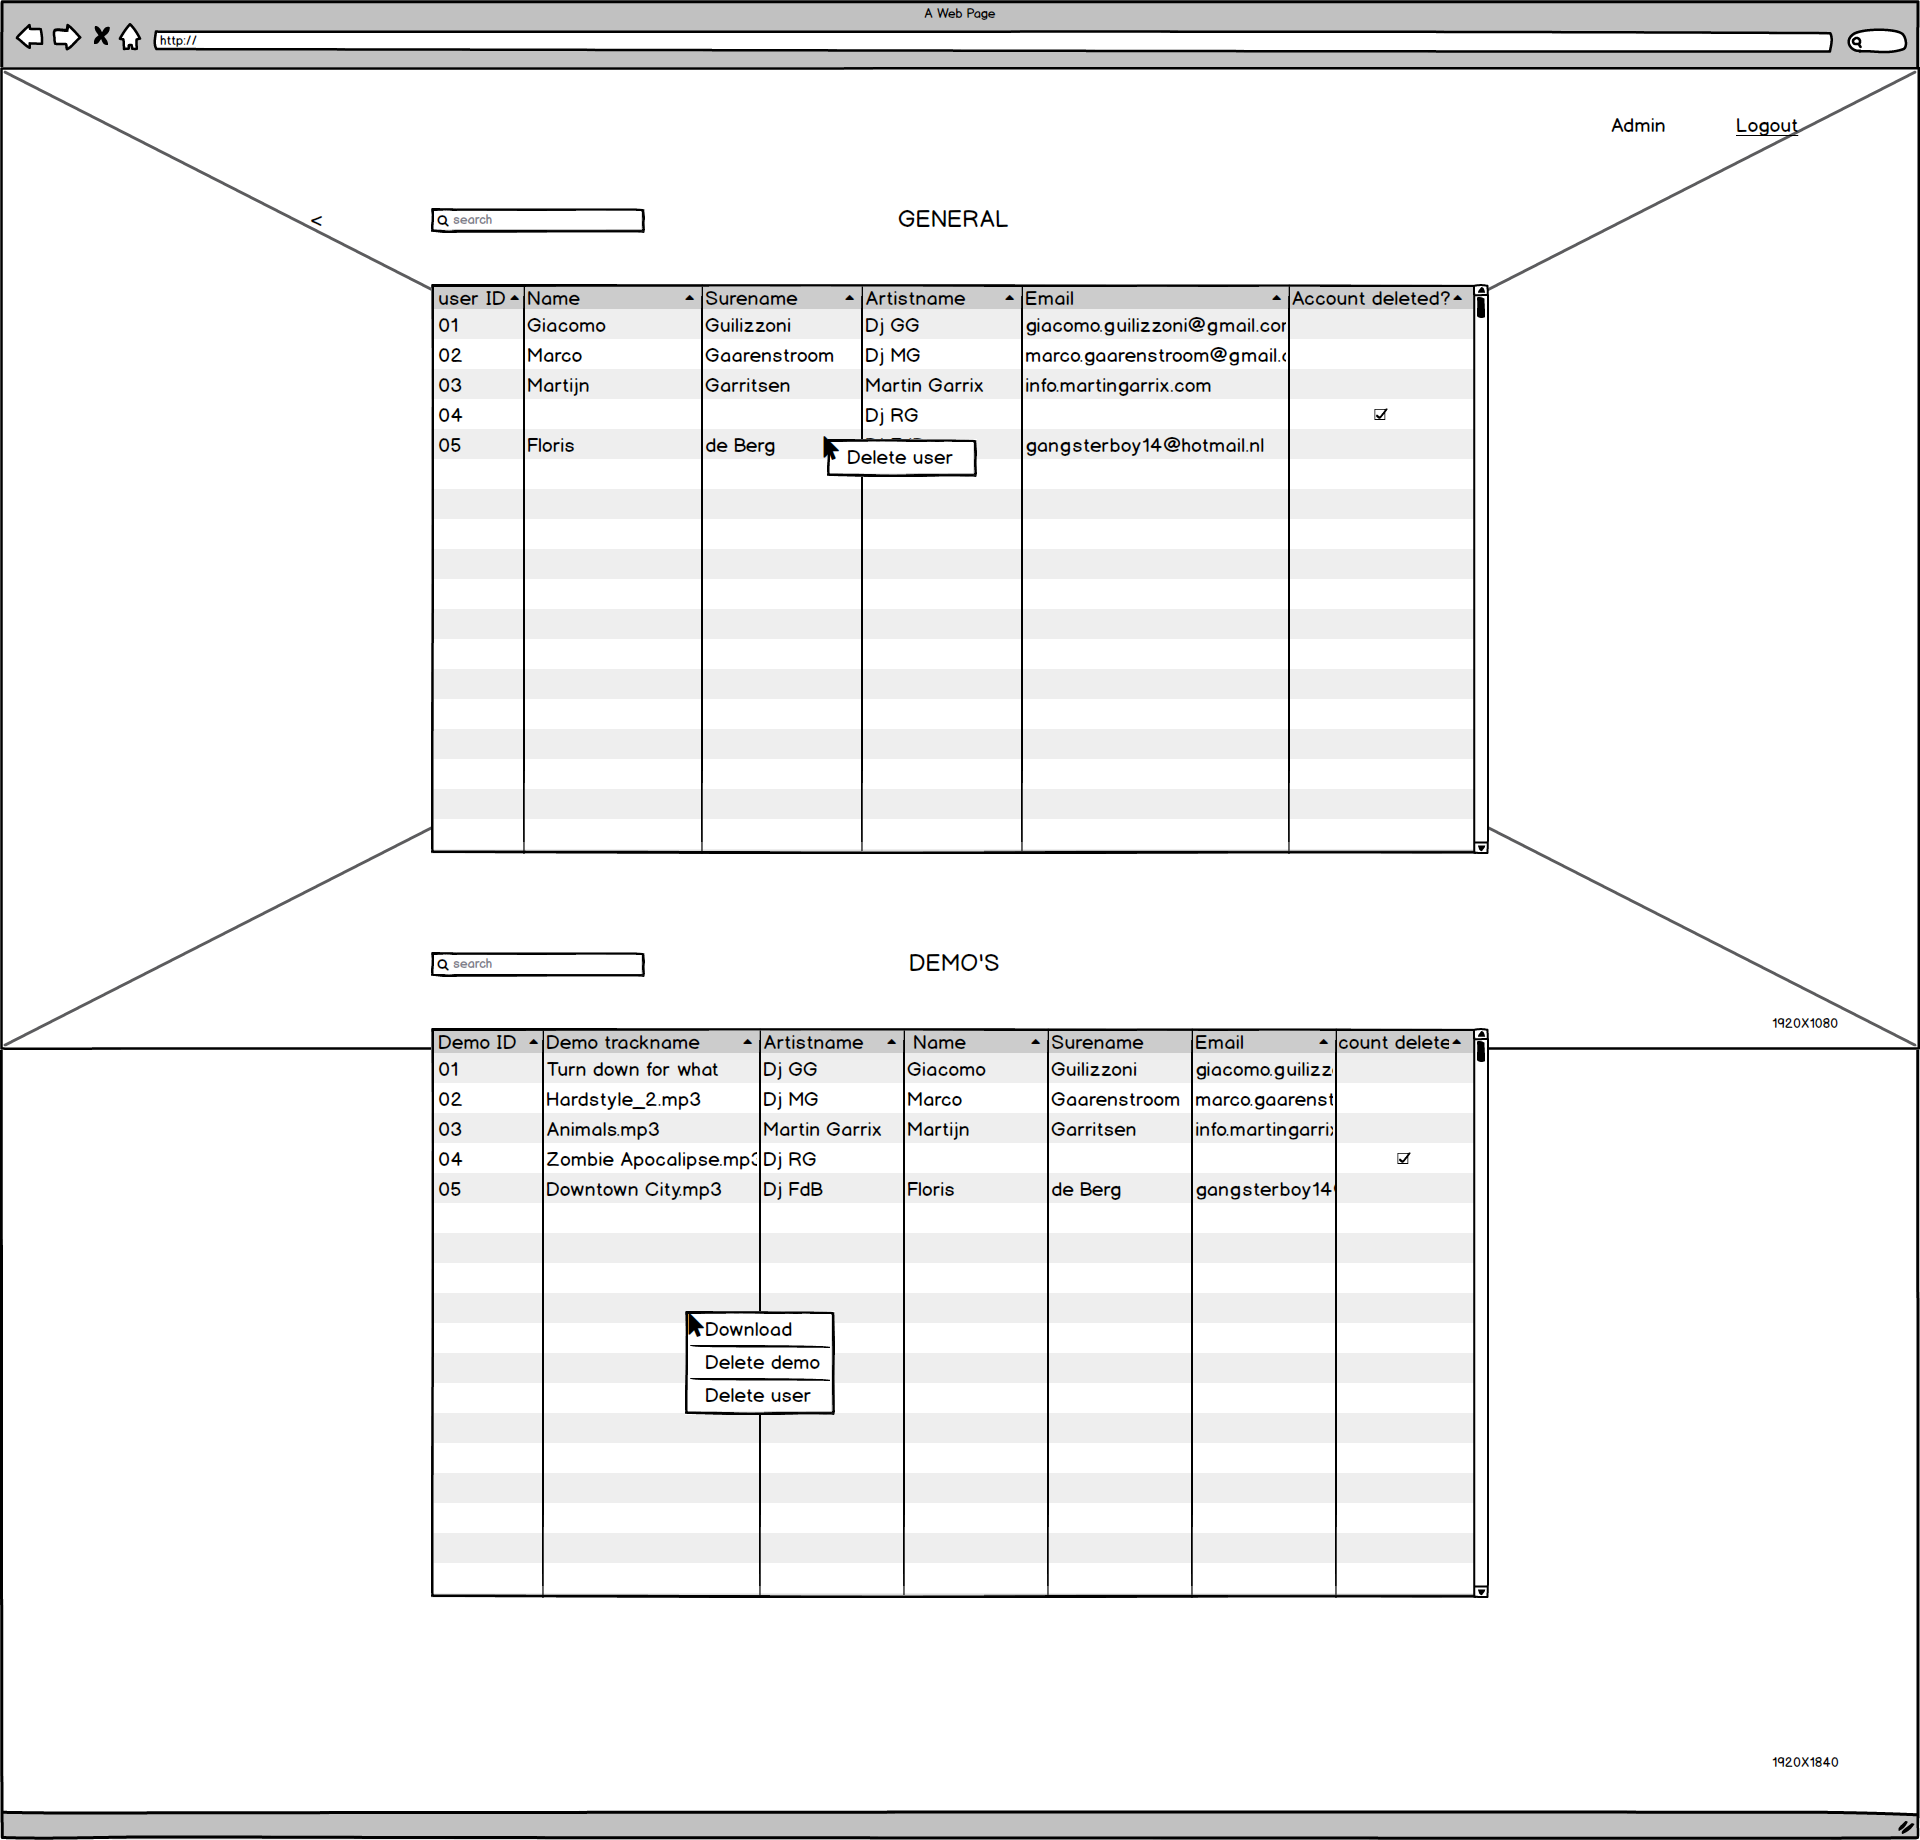 A Web Page
http://
Admin Logout
< search GENERAL
user ID Name Surename Artistname Email Account deleted?
01 Giacomo Guilizzoni Dj GG giacomo.guilizzoni@gmail.com
02 Marco Gaarenstroom Dj MG marco.gaarenstroom@gmail.c
03 Martijn Garritsen Martin Garrix info.martingarrix.com
04 Dj RG
05 Floris de Berg gangsterboy14@hotmail.nl
Delete user
search DEMO'S
1920X1080
Demo ID Demo trackname Artistname Name Surename Email count delete
01 Turn down for what Dj GG Giacomo Guilizzoni giacomo.guilizz
02 Hardstyle_2.mp3 Dj MG Marco Gaarenstroom marco.gaarenst
03 Animals.mp3 Martin Garrix Martijn Garritsen info.martingarrix
04 Zombie Apocalipse.mp3 Dj RG
05 Downtown City.mp3 Dj FdB Floris de Berg gangsterboy14
Download
Delete demo
Delete user
1920X1840